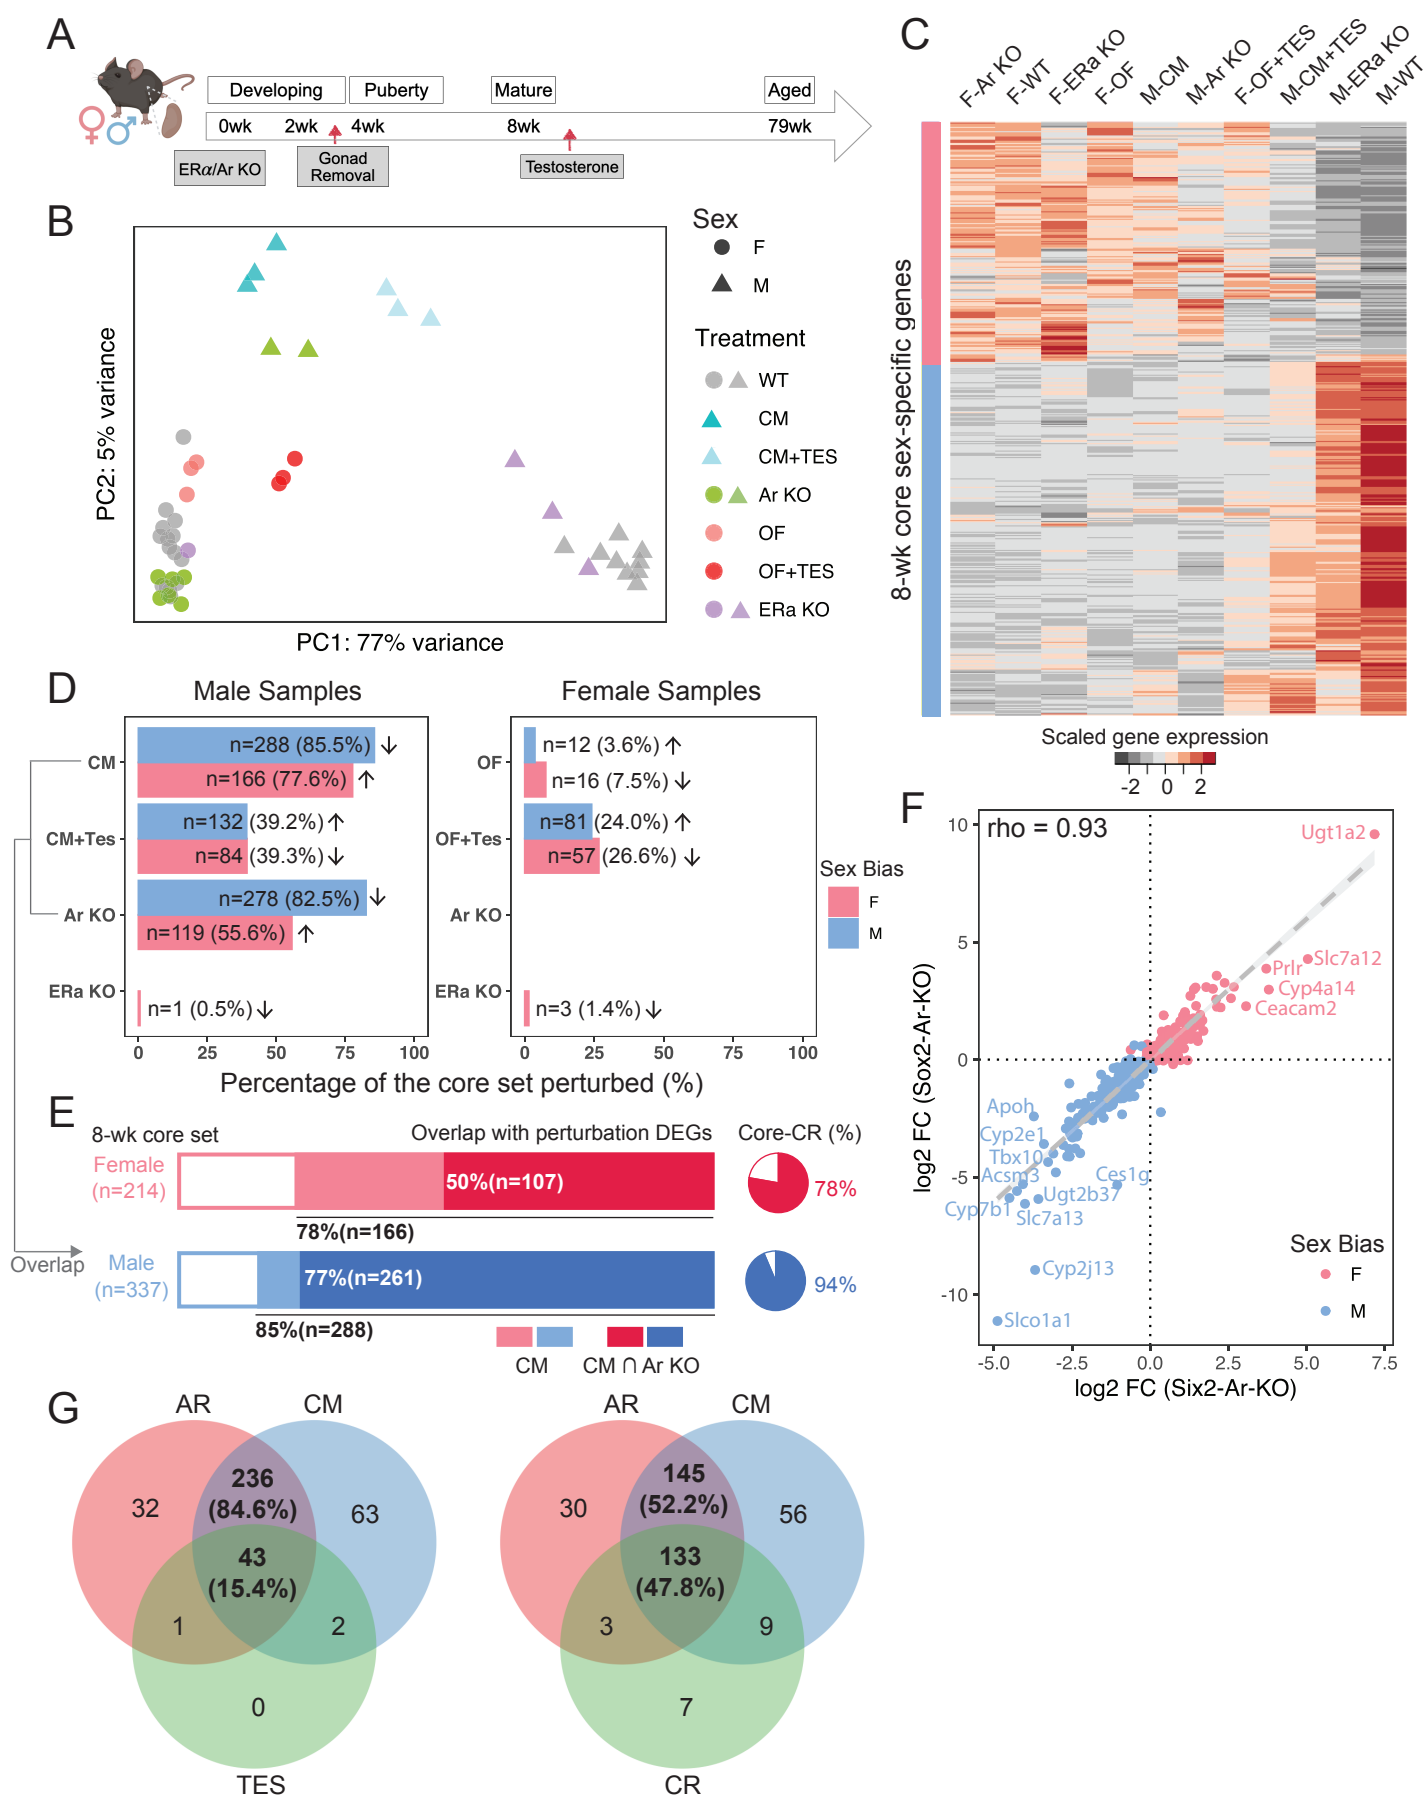 A
Developing
Puberty
Mature
Aged
0wk
2wk
4wk
8wk
79wk
ERα/Ar KO
Gonad
Removal
Testosterone
B
PC2: 5% variance
PC1: 77% variance
Sex
F
M
Treatment
WT
CM
CM+TES
Ar KO
OF
OF+TES
ERa KO
C
F-Ar KO
F-WT
F-ERa KO
F-OF
M-CM
M-Ar KO
F-OF+TES
M-CM+TES
M-ERa KO
M-WT
8-wk core sex-specific genes
Scaled gene expression
-2 0 2
D
Male Samples
Female Samples
CM
n=288 (85.5%) ↓
n=166 (77.6%) ↑
CM+Tes
n=132 (39.2%) ↑
n=84 (39.3%) ↓
Ar KO
n=278 (82.5%) ↓
n=119 (55.6%) ↑
ERa KO
n=1 (0.5%) ↓
0 25 50 75 100
OF
n=12 (3.6%) ↑
n=16 (7.5%) ↓
OF+Tes
n=81 (24.0%) ↑
n=57 (26.6%) ↓
Ar KO
ERa KO
n=3 (1.4%) ↓
0 25 50 75 100
Percentage of the core set perturbed (%)
Sex Bias
F
M
E
8-wk core set
Overlap with perturbation DEGs
Core-CR (%)
Female
(n=214)
50%(n=107)
78%
78%(n=166)
Overlap
Male
(n=337)
77%(n=261)
94%
85%(n=288)
CM
CM ∩ Ar KO
F
rho = 0.93
log2 FC (Sox2-Ar-KO)
10
5
0
-5
-10
Ugt1a2
Slc7a12
Prlr
Cyp4a14
Ceacam2
Apoh
Cyp2e1
Tbx10
Acsm3
Ces1g
Ugt2b37
Cyp7b1
Slc7a13
Cyp2j13
Slco1a1
Sex Bias
F
M
-5.0 -2.5 0.0 2.5 5.0 7.5
log2 FC (Six2-Ar-KO)
G
AR
CM
236
(84.6%)
32
63
43
(15.4%)
1
2
0
TES
AR
CM
145
(52.2%)
30
56
133
(47.8%)
3
9
7
CR